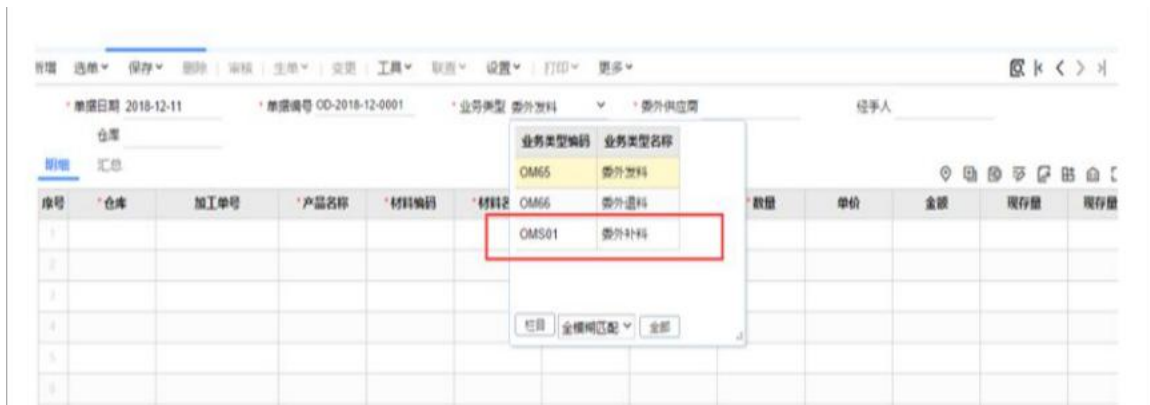 新增 选单 保存 删除 审核 生单 变更 工具 联查 设置 打印 更多
* 单据日期 2018-12-11 * 单据编号 OD-2018-12-0001 * 业务类型 委外发料 * 委外供应商 经手人
仓库
明细 汇总
业务类型编码 业务类型名称
OM65 委外发料
OM66 委外退料
OMS01 委外补料
栏目 全模糊匹配 全部
序号 * 仓库 加工单号 * 产品名称 * 材料编码 * 材料名 * 数量 单价 金额 现存量 现存量
1
2
3
4
5
6